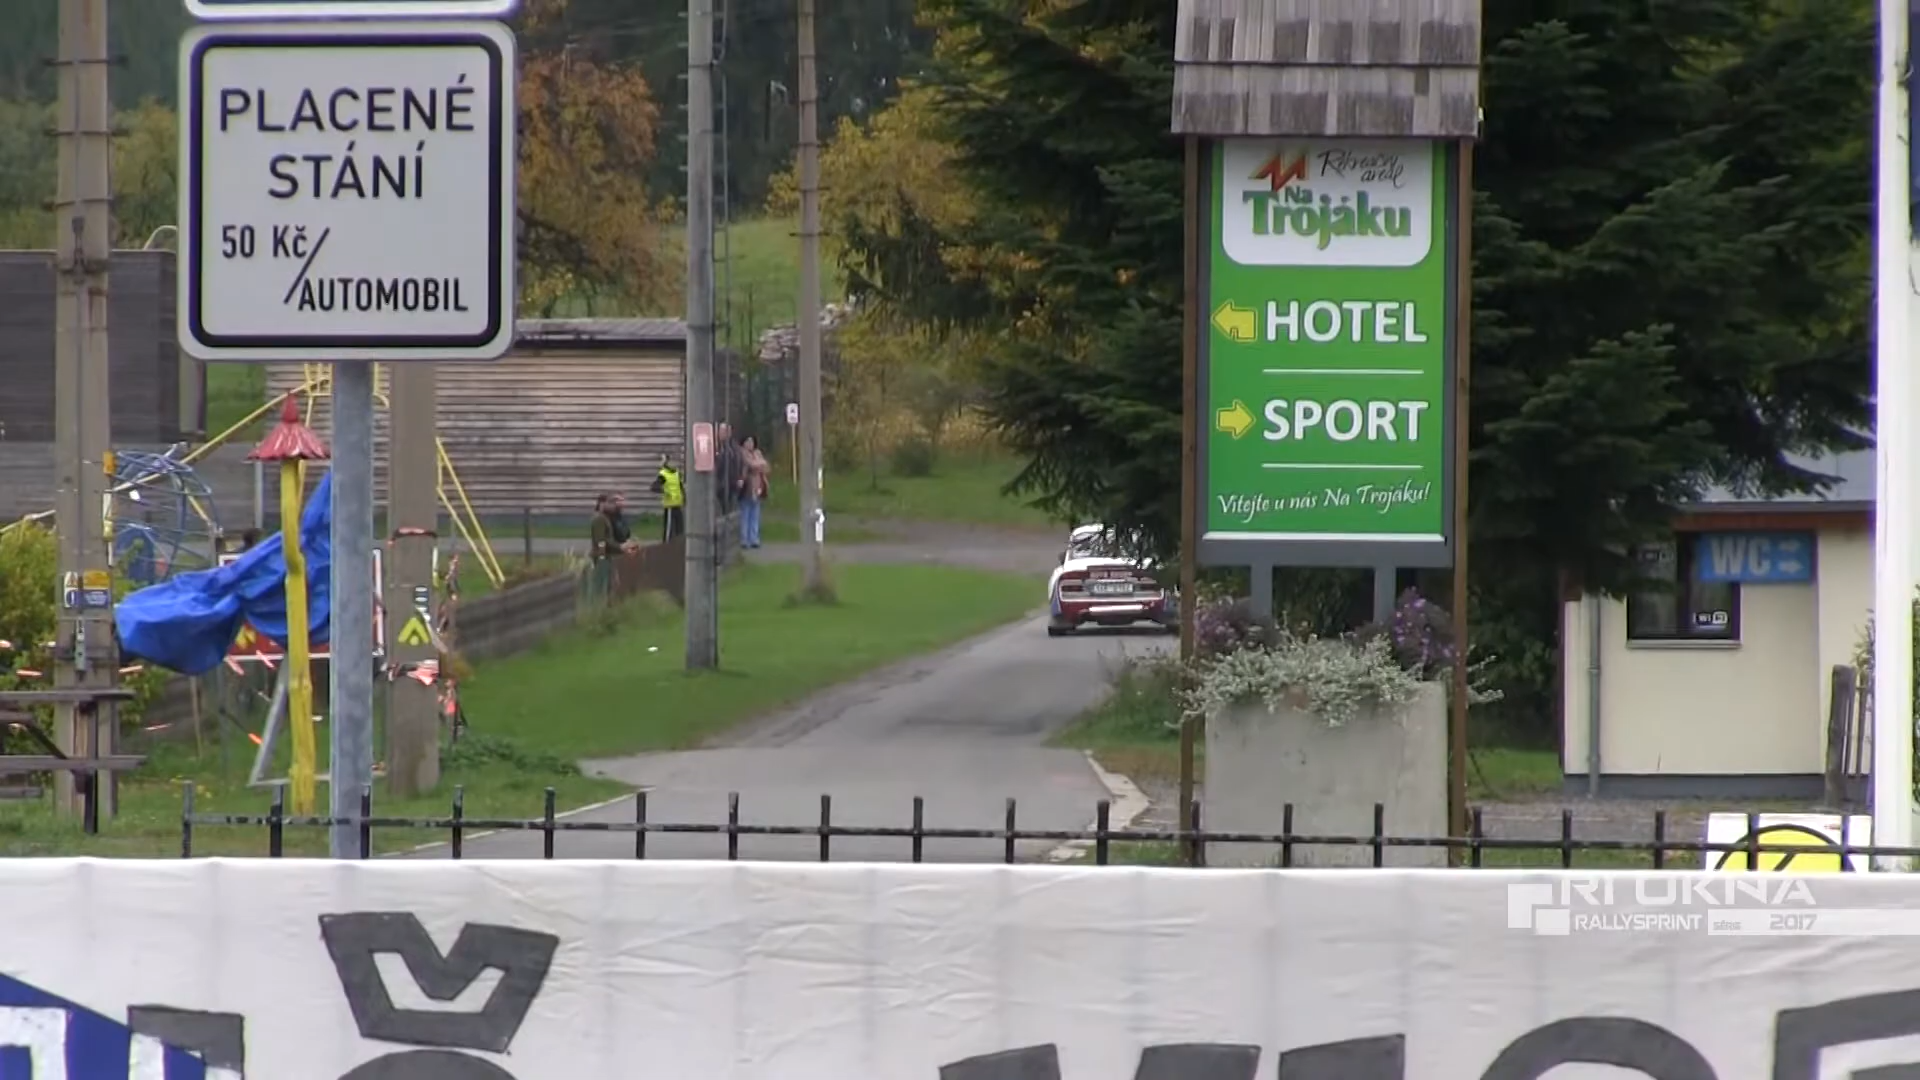 PLACENÉ
STÁNÍ
50 Kč/
AUTOMOBIL
Rekreační
areál
Na
Trojáku
HOTEL
SPORT
Vítejte u nás Na Trojáku!
WC
RI OKNA
RALLYSPRINT SÉRIE 2017